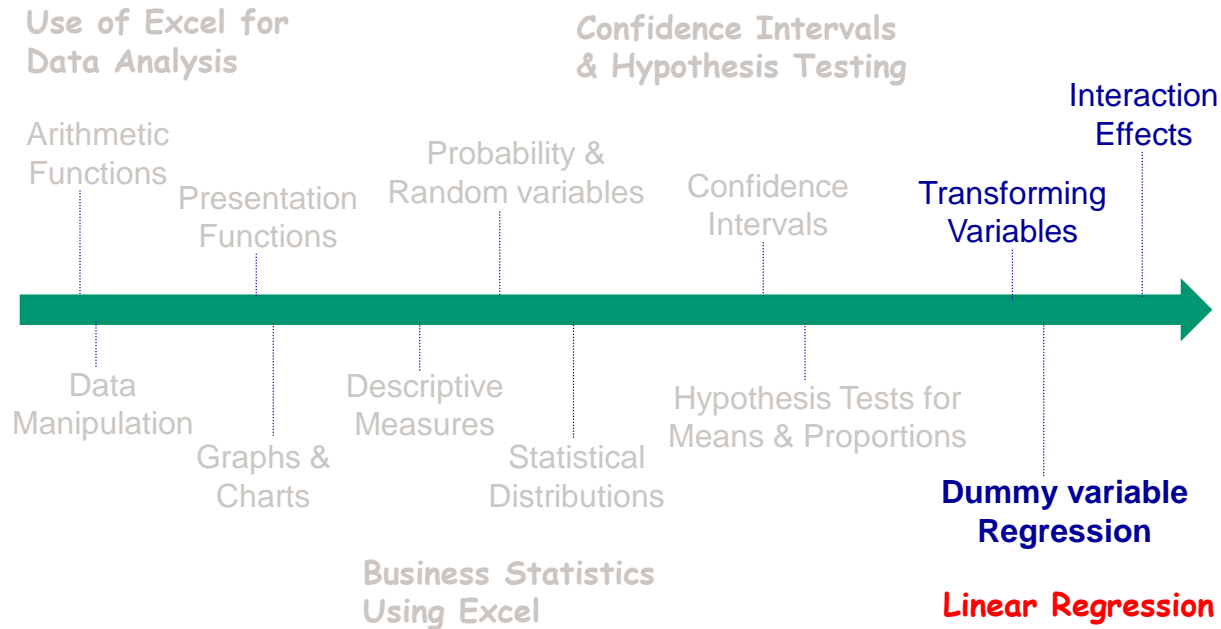 Use of Excel for
Data Analysis
Confidence Intervals
& Hypothesis Testing
Interaction
Effects
Arithmetic
Functions
Presentation
Functions
Probability &
Random variables
Confidence
Intervals
Transforming
Variables
Data
Manipulation
Graphs &
Charts
Descriptive
Measures
Statistical
Distributions
Hypothesis Tests for
Means & Proportions
Dummy variable
Regression
Business Statistics
Using Excel
Linear Regression